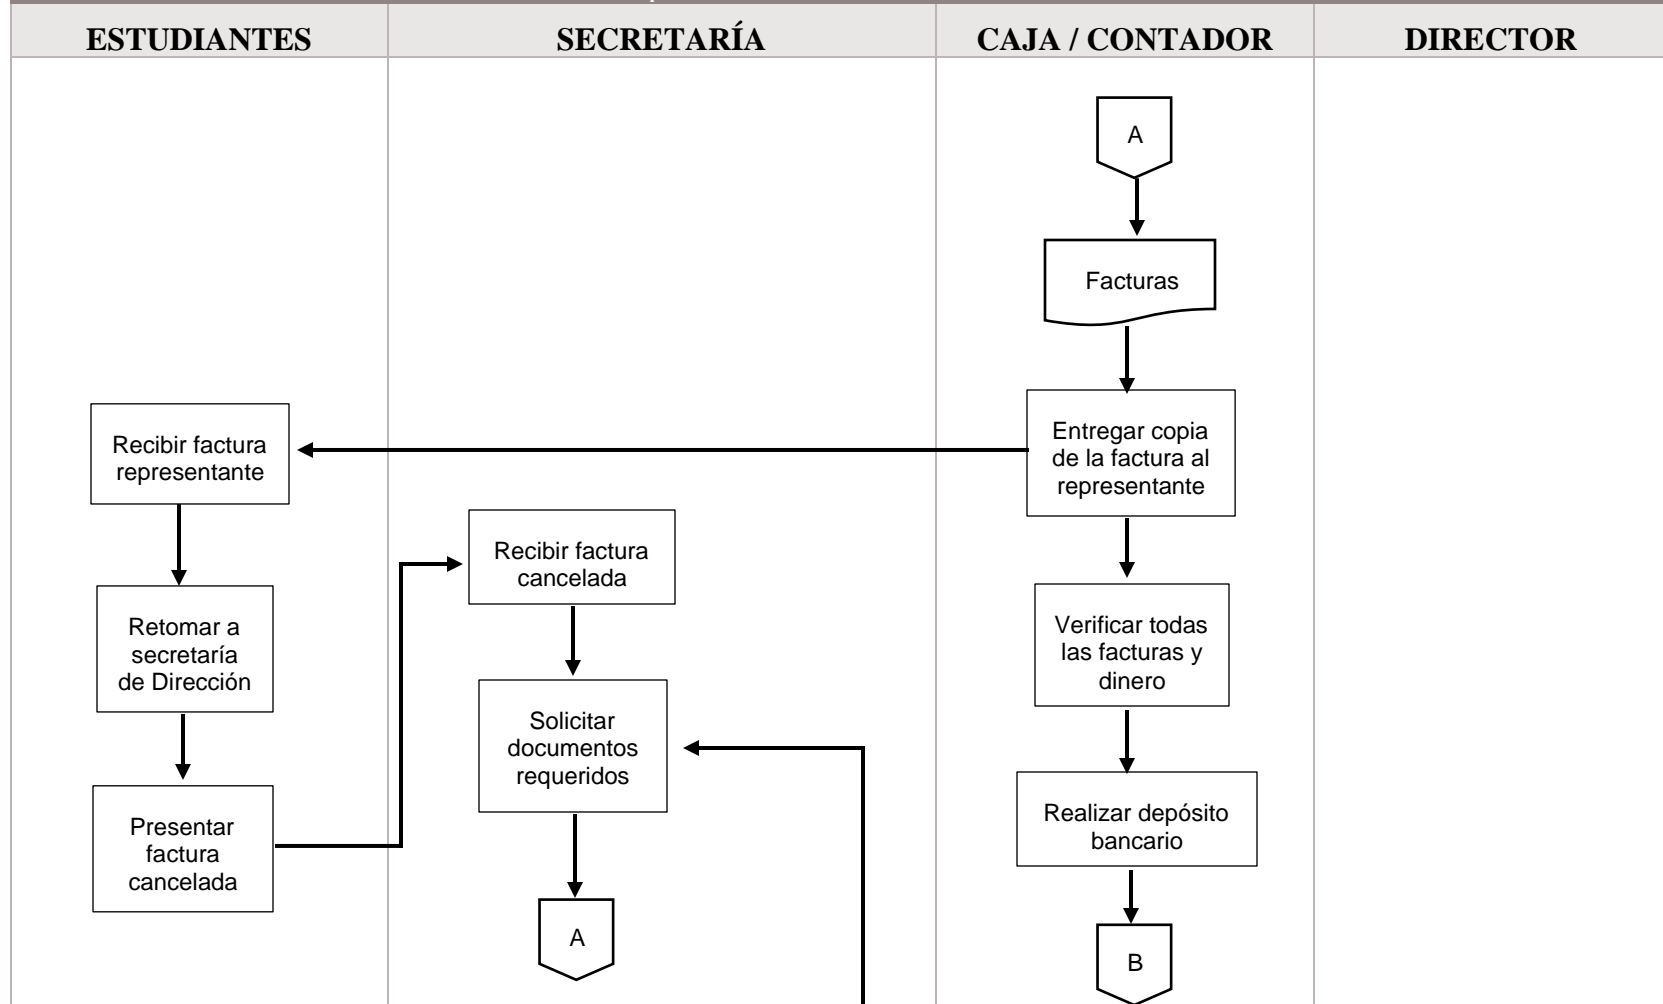 ESTUDIANTES
SECRETARÍA
CAJA / CONTADOR
DIRECTOR
A
Facturas
Entregar copia
de la factura al
representante
Recibir factura
representante
Recibir factura
cancelada
Retomar a
secretaría
de Dirección
Verificar todas
las facturas y
dinero
Solicitar
documentos
requeridos
Presentar
factura
cancelada
Realizar depósito
bancario
A
B